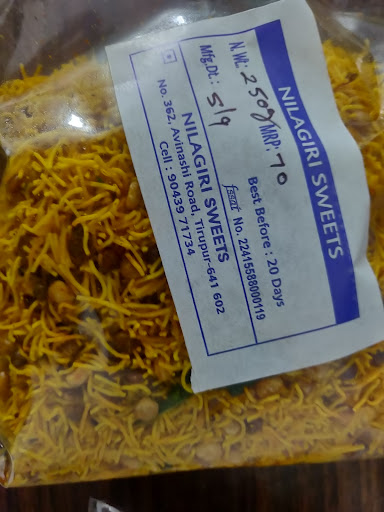 NILAGIRI SWEETS
N. Wt.: 250g MRP: 70
Mfg.Dt.: 5/9 Best Before : 20 Days
fssai No. 22415588000119
NILAGIRI SWEETS
No. 362, Avinashi Road, Tirupur-641 602
Cell : 90439 71734